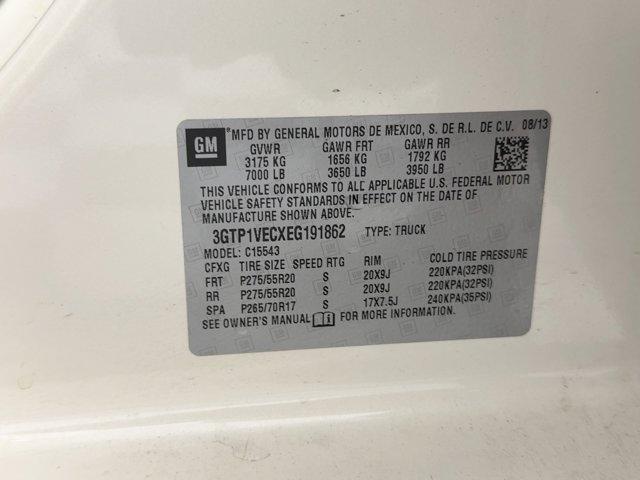 GM ® MFD BY GENERAL MOTORS DE MEXICO, S. DE R.L. DE C.V. 08/13
GVWR GAWR FRT GAWR RR
3175 KG 1656 KG 1792 KG
7000 LB 3650 LB 3950 LB
THIS VEHICLE CONFORMS TO ALL APPLICABLE U.S. FEDERAL MOTOR
VEHICLE SAFETY STANDARDS IN EFFECT ON THE DATE OF
MANUFACTURE SHOWN ABOVE.
3GTP1VECXEG191862 TYPE: TRUCK
MODEL: C15543
CFXG TIRE SIZE SPEED RTG RIM COLD TIRE PRESSURE
FRT P275/55R20 S 20X9J 220KPA(32PSI)
RR P275/55R20 S 20X9J 220KPA(32PSI)
SPA P265/70R17 S 17X7.5J 240KPA(35PSI)
SEE OWNER'S MANUAL FOR MORE INFORMATION.